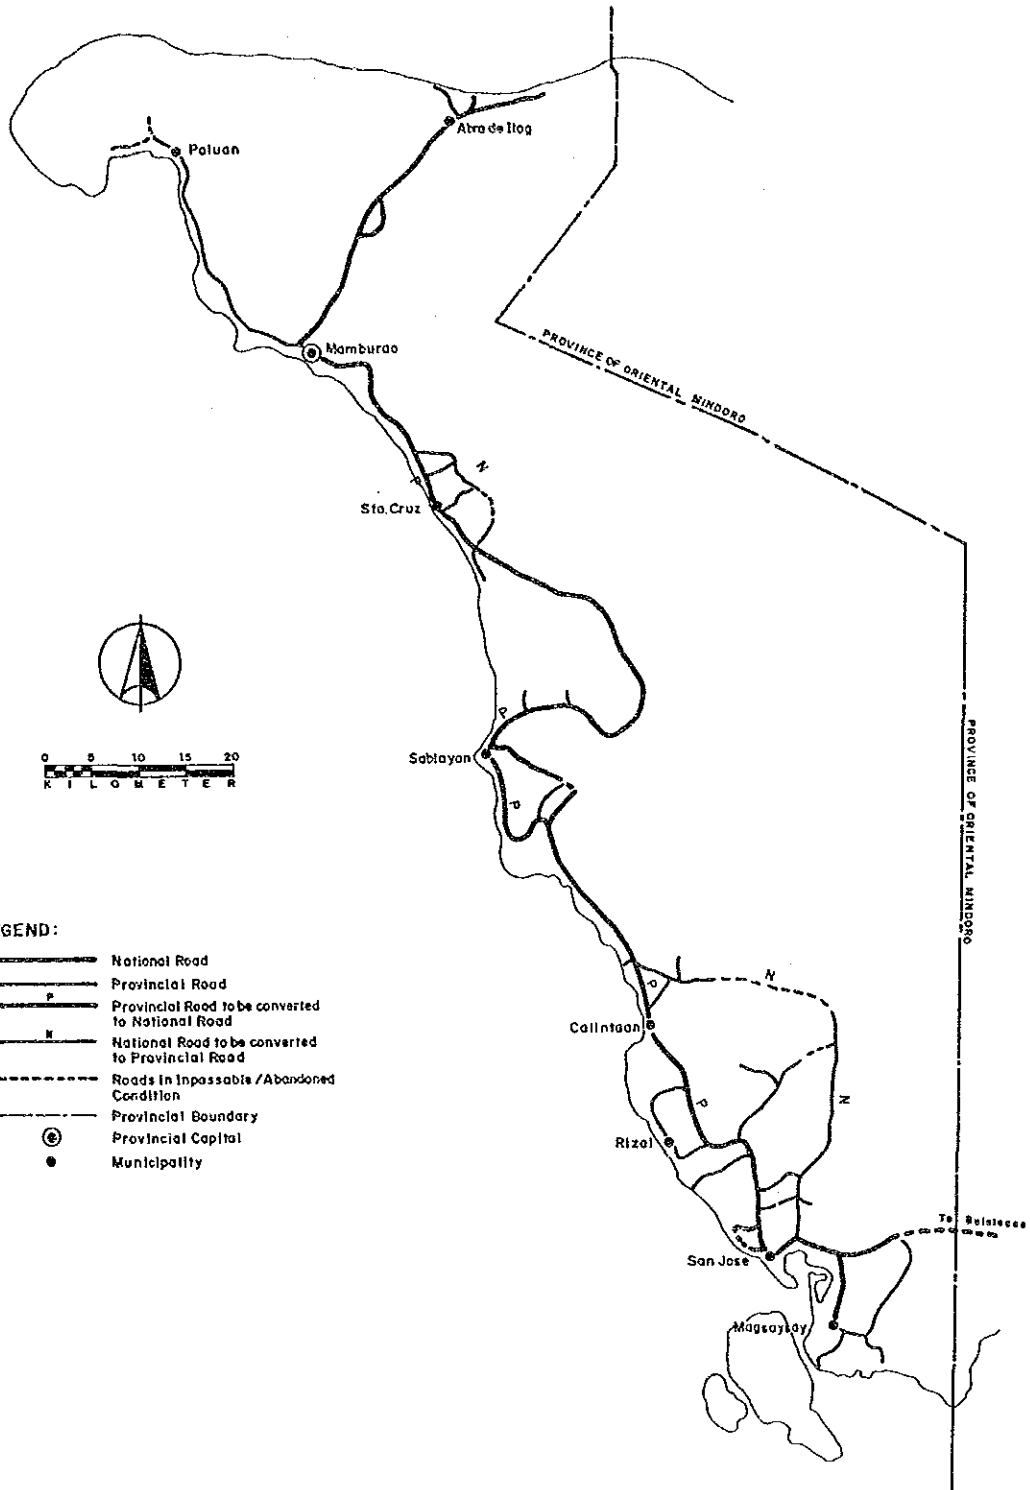 Abra de Ilog
Paluan
Mamburao
PROVINCE OF ORIENTAL MINDORO
N
P
Sta. Cruz
0 5 10 15 20
KILOMETER
P
Sablayan
P
PROVINCE OF ORIENTAL MINDORO
GEND:
National Road
Provincial Road
P
Provincial Road to be converted
to National Road
N
National Road to be converted
to Provincial Road
Roads in Inpassable / Abandoned
Condition
Provincial Boundary
Provincial Capital
Municipality
N
P
Calintaan
P
N
Rizal
To
San Jose
Magsaysay